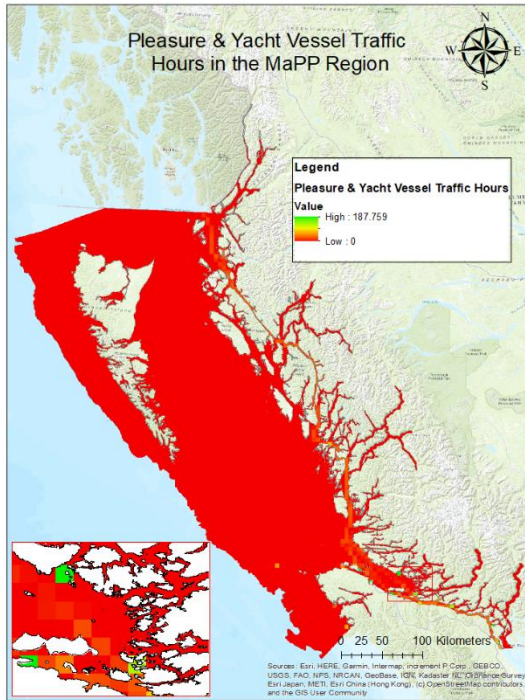 Pleasure & Yacht Vessel Traffic
Hours in the MaPP Region
N
W
E
S
Legend
Pleasure & Yacht Vessel Traffic Hours
Value
High : 187.759
Low : 0
0 25 50 100 Kilometers
Sources: Esri, HERE, Garmin, Intermap, increment P Corp., GEBCO,
USGS, FAO, NPS, NRCAN, GeoBase, IGN, Kadaster NL, Ordnance Survey,
Esri Japan, METI, Esri China (Hong Kong), (c) OpenStreetMap contributors,
and the GIS User Community